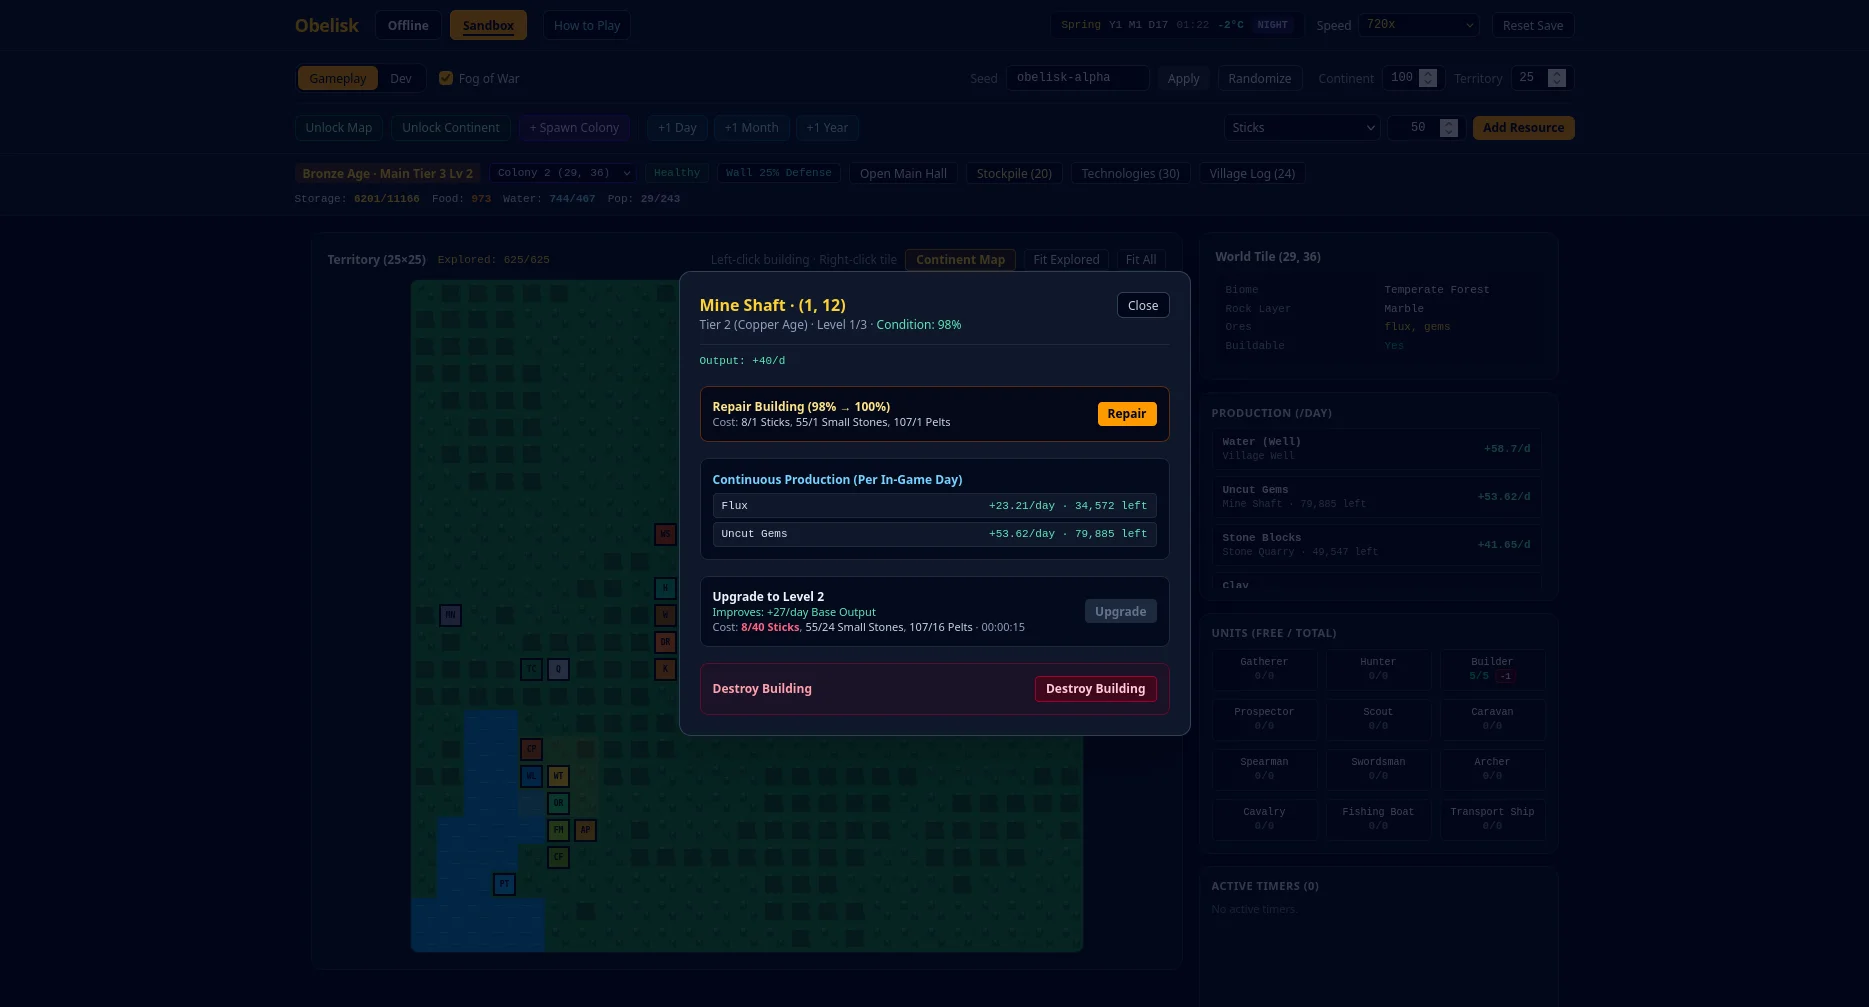 Obelisk Offline Sandbox How to Play Spring Y1 M1 D17 01:22 -2°C NIGHT Speed 720x Reset Save
Gameplay Dev Fog of War Seed obelisk-alpha Apply Randomize Continent 100 Territory 25
Unlock Map Unlock Continent + Spawn Colony +1 Day +1 Month +1 Year Sticks 50 Add Resource
Bronze Age · Main Tier 3 Lv 2 Colony 2 (29, 36) Healthy Wall 25% Defense Open Main Hall Stockpile (20) Technologies (30) Village Log (24)
Storage: 6201/11166 Food: 973 Water: 744/467 Pop: 29/243
Territory (25×25) Explored: 625/625 Left-click building · Right-click tile Continent Map Fit Explored Fit All
Mine Shaft · (1, 12) Close
Tier 2 (Copper Age) · Level 1/3 · Condition: 98%
Output: +40/d
Repair Building (98% → 100%) Repair
Cost: 8/1 Sticks, 55/1 Small Stones, 107/1 Pelts
Continuous Production (Per In-Game Day)
Flux +23.21/day · 34,572 left
Uncut Gems +53.62/day · 79,885 left
Upgrade to Level 2
Improves: +27/day Base Output Upgrade
Cost: 8/40 Sticks, 55/24 Small Stones, 107/16 Pelts · 00:00:15
Destroy Building Destroy Building
WS
H
MN W
DR
TC Q K
CP
WL WT
OR
FM AP
CF
PT
World Tile (29, 36)
Biome Temperate Forest
Rock Layer Marble
Ores flux, gems
Buildable Yes
PRODUCTION (/DAY)
Water (Well) +58.7/d
Village Well
Uncut Gems +53.62/d
Mine Shaft · 79,885 left
Stone Blocks +41.65/d
Stone Quarry · 49,547 left
Clay
UNITS (FREE / TOTAL)
Gatherer Hunter Builder
0/0 0/0 5/5 -1
Prospector Scout Caravan
0/0 0/0 0/0
Spearman Swordsman Archer
0/0 0/0 0/0
Cavalry Fishing Boat Transport Ship
0/0 0/0 0/0
ACTIVE TIMERS (0)
No active timers.